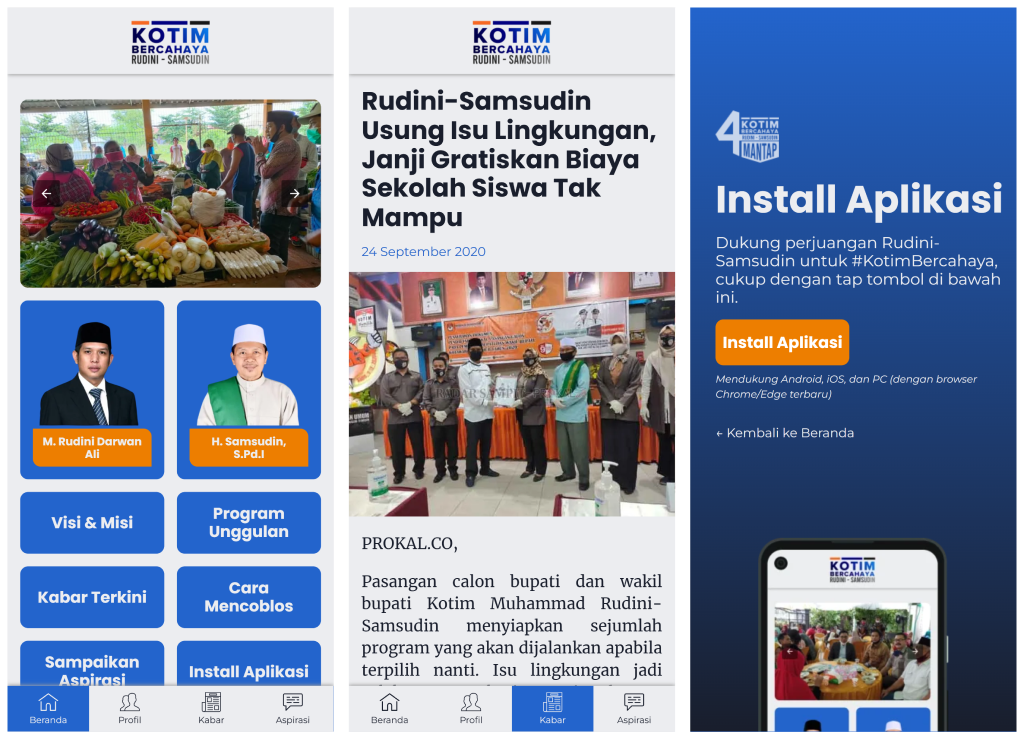 KOTIM
BERCAHAYA
RUDINI - SAMSUDIN
←
→
M. Rudini Darwan
Ali
H. Samsudin,
S.Pd.I
Visi & Misi
Program
Unggulan
Kabar Terkini
Cara
Mencoblos
Sampaikan
Aspirasi
Install Aplikasi
Beranda
Profil
Kabar
Aspirasi
KOTIM
BERCAHAYA
RUDINI - SAMSUDIN
Rudini-Samsudin
Usung Isu Lingkungan,
Janji Gratiskan Biaya
Sekolah Siswa Tak
Mampu
24 September 2020
PROKAL.CO,
Pasangan calon bupati dan wakil
bupati Kotim Muhammad Rudini-
Samsudin menyiapkan sejumlah
program yang akan dijalankan apabila
terpilih nanti. Isu lingkungan jadi
Beranda
Profil
Kabar
Aspirasi
4
KOTIM
BERCAHAYA
RUDINI - SAMSUDIN
MANTAP
Install Aplikasi
Dukung perjuangan Rudini-
Samsudin untuk #KotimBercahaya,
cukup dengan tap tombol di bawah
ini.
Install Aplikasi
Mendukung Android, iOS, dan PC (dengan browser
Chrome/Edge terbaru)
← Kembali ke Beranda
KOTIM
BERCAHAYA
RUDINI - SAMSUDIN